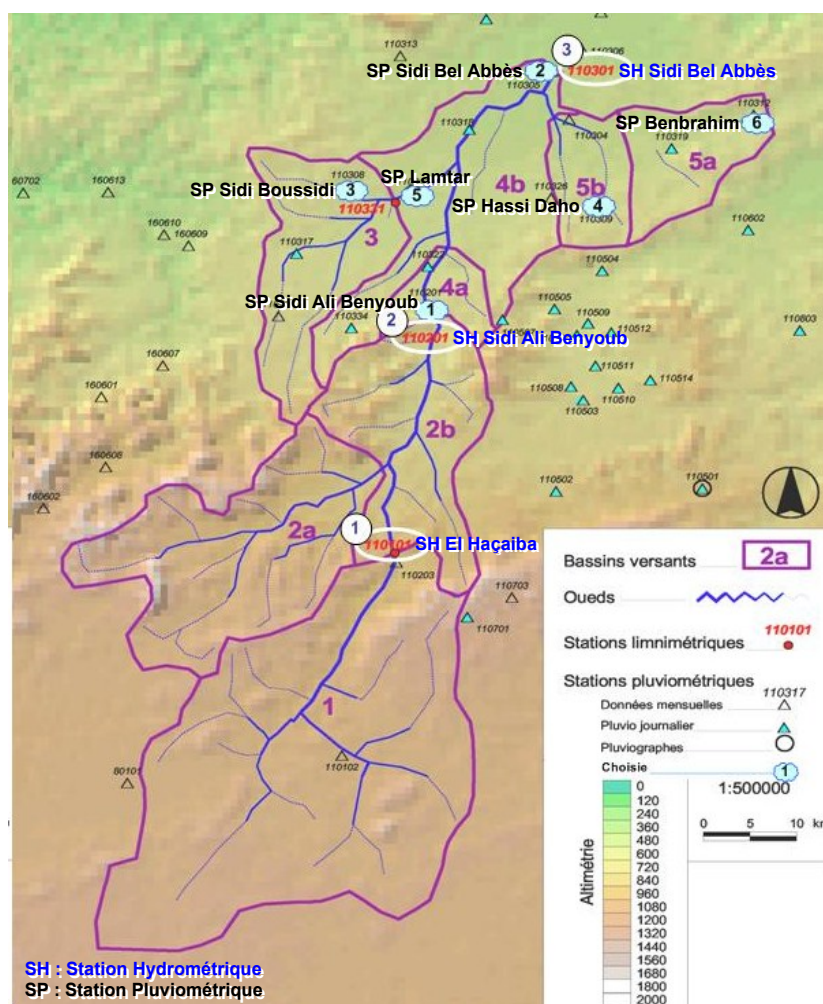 110313
3
110306
SP Sidi Bel Abbès
2
110301
SH Sidi Bel Abbès
110305
110312
6
SP Benbrahim
110318
110304
110319
5a
60702
160613
110308
SP Lamtar
4b
5b
SP Sidi Boussidi
3
5
110326
110321
SP Hassi Daho
4
110309
160610
160609
3
110602
110317
110322
110504
4a
SP Sidi Ali Benyoub
110201
1
2
110505
110509
110334
110201
SH Sidi Ali Benyoub
110512
110803
160607
110511
160601
110508
110514
110503
110510
2b
160608
160602
110502
110501
2a
1
110101
SH El Haçaiba
110203
110703
110701
1
80101
110102
Bassins versants
2a
Oueds
Stations limnimétriques
110101
Stations pluviométriques
110317
Données mensuelles
Pluvio journalier
Pluviographes
Choisie
1
1:500000
0 5 10 km
Altimétrie
0
120
240
360
480
600
720
840
960
1080
1200
1320
1440
1560
1680
1800
2000
SH : Station Hydrométrique
SP : Station Pluviométrique